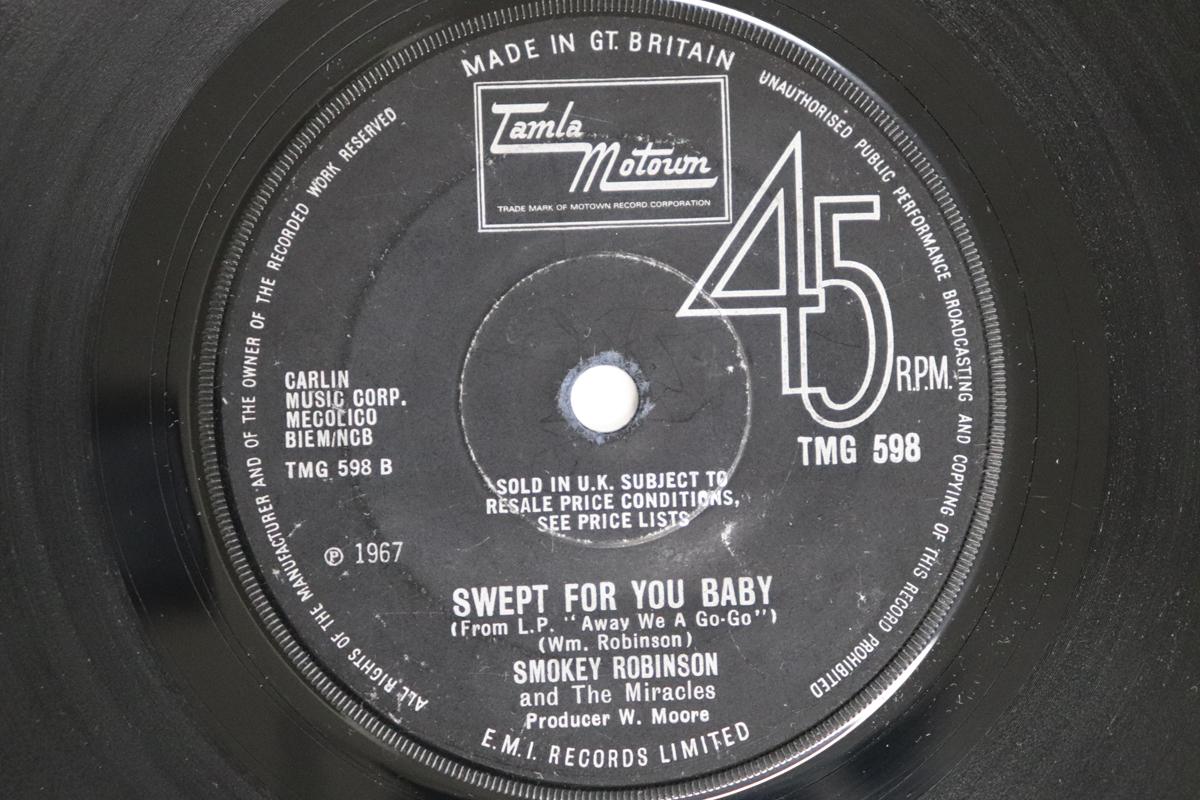 MADE IN GT. BRITAIN
UNAUTHORISED PUBLIC PERFORMANCE BROADCASTING AND COPYING OF THIS RECORD PROHIBITED
ALL RIGHTS OF THE MANUFACTURER AND OF THE OWNER OF THE RECORDED WORK RESERVED
Tamla
Motown
TRADE MARK OF MOTOWN RECORD CORPORATION
45
R.P.M.
TMG 598
CARLIN
MUSIC CORP.
MECOLICO
BIEM/NCB
TMG 598 B
SOLD IN U.K. SUBJECT TO
RESALE PRICE CONDITIONS,
SEE PRICE LISTS
℗ 1967
SWEPT FOR YOU BABY
(From L.P. "Away We A Go-Go")
(Wm. Robinson)
SMOKEY ROBINSON
and The Miracles
Producer W. Moore
E.M.I. RECORDS LIMITED